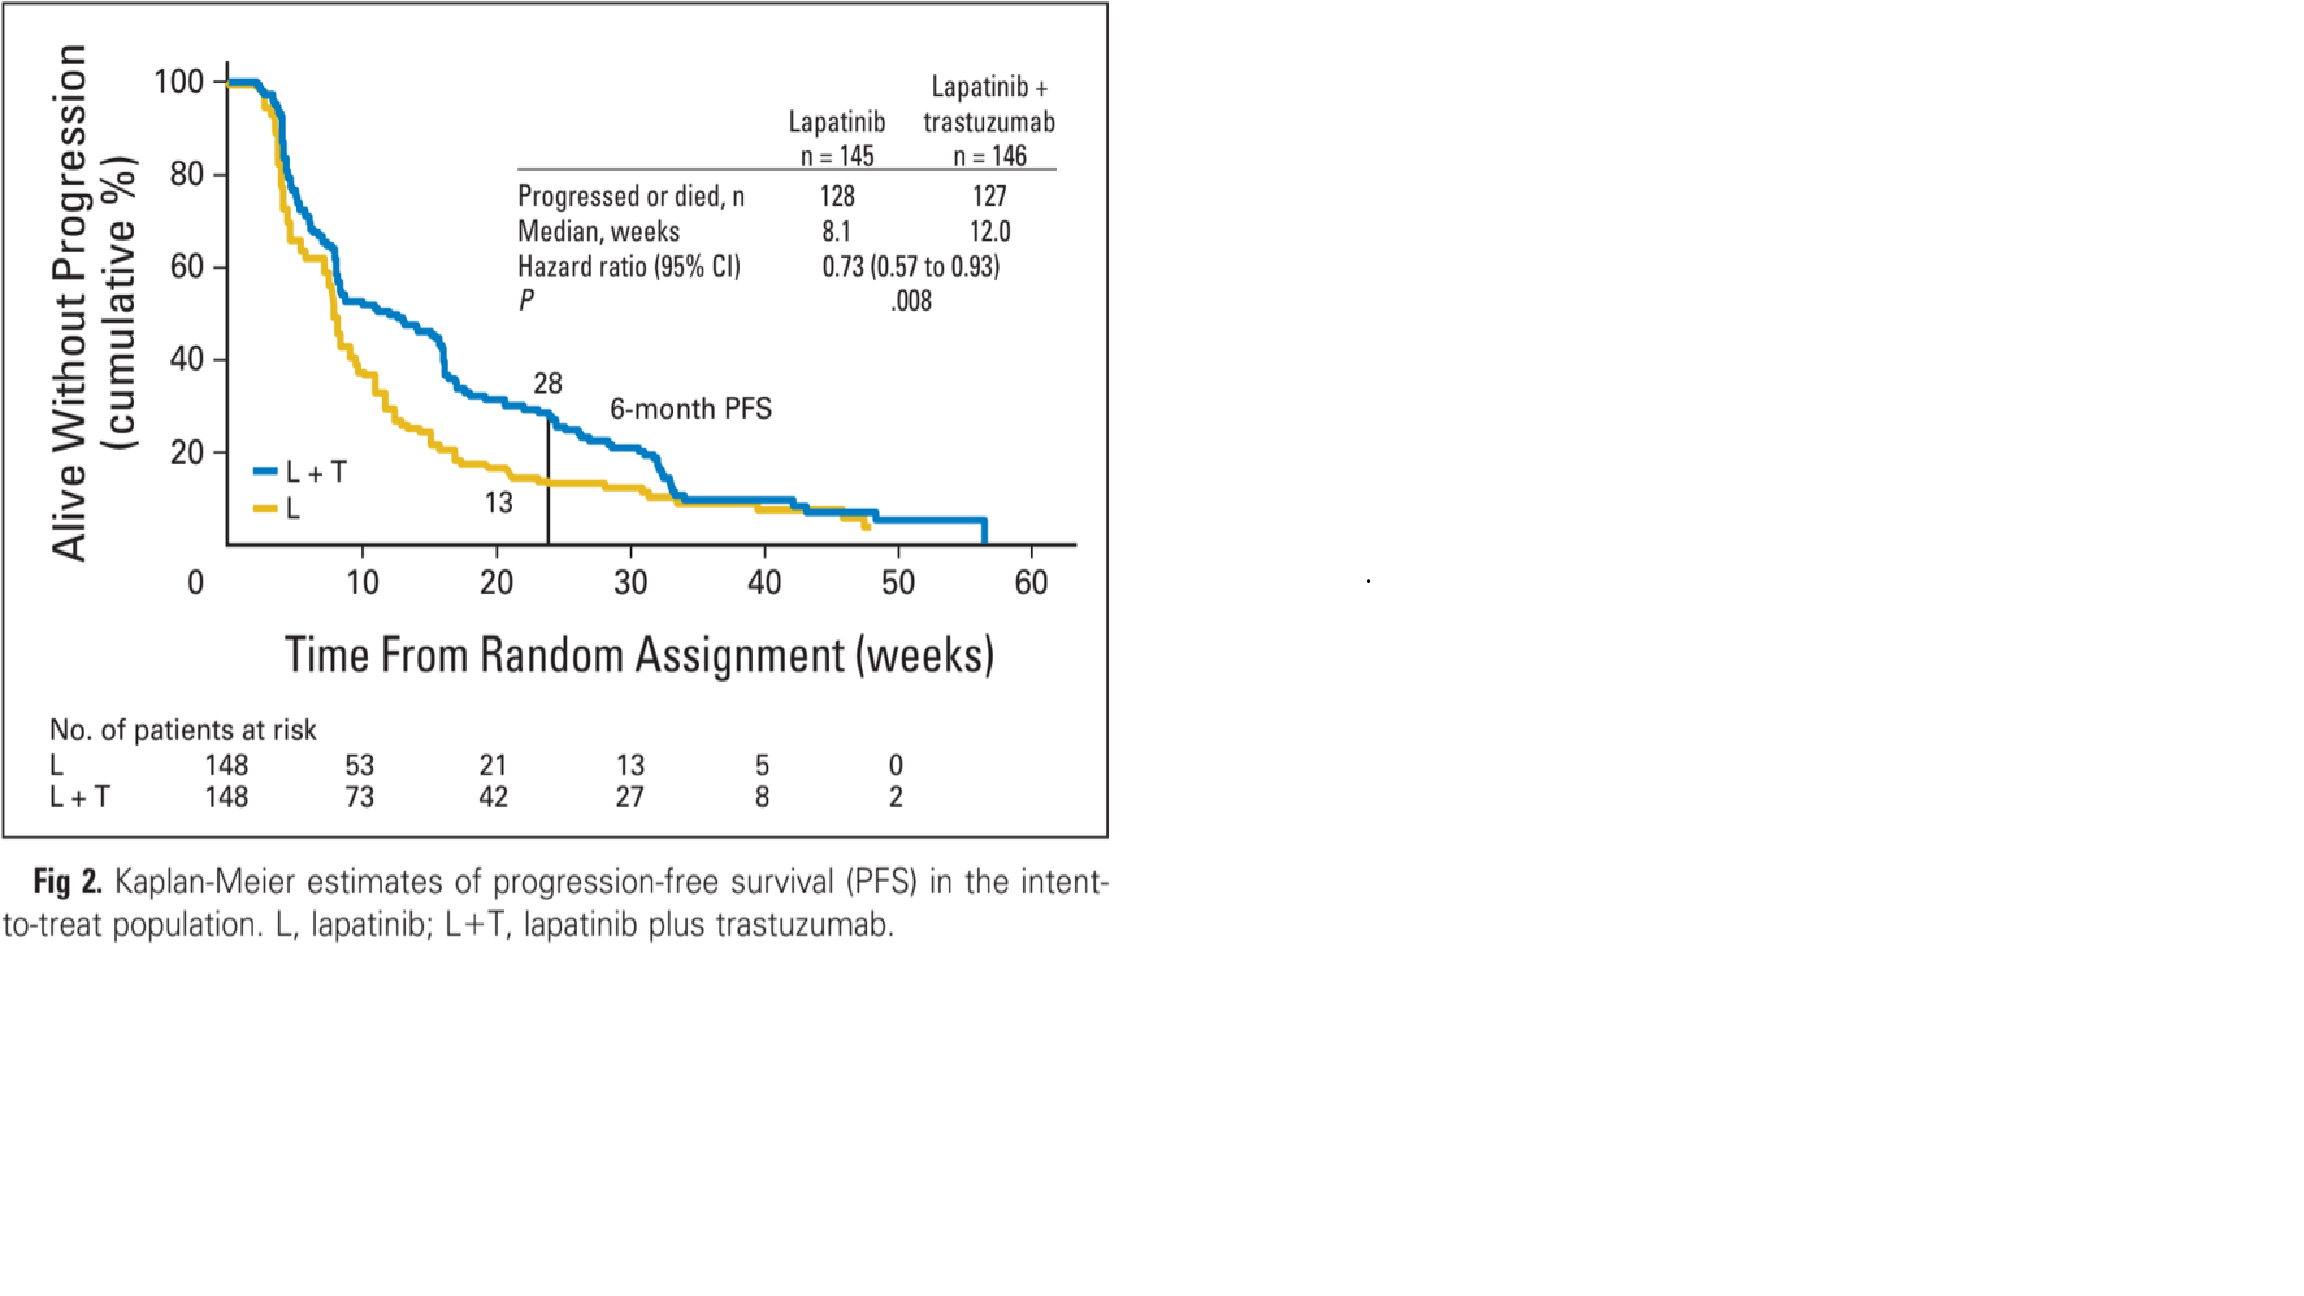 Alive Without Progression
(cumulative %)
100
80
60
40
20
Lapatinib +
Lapatinib trastuzumab
n = 145 n = 146
Progressed or died, n 128 127
Median, weeks 8.1 12.0
Hazard ratio (95% CI) 0.73 (0.57 to 0.93)
P .008
28
6-month PFS
L + T
L
13
0 10 20 30 40 50 60
Time From Random Assignment (weeks)
No. of patients at risk
L 148 53 21 13 5 0
L + T 148 73 42 27 8 2
Fig 2. Kaplan-Meier estimates of progression-free survival (PFS) in the intent-
to-treat population. L, lapatinib; L+T, lapatinib plus trastuzumab.